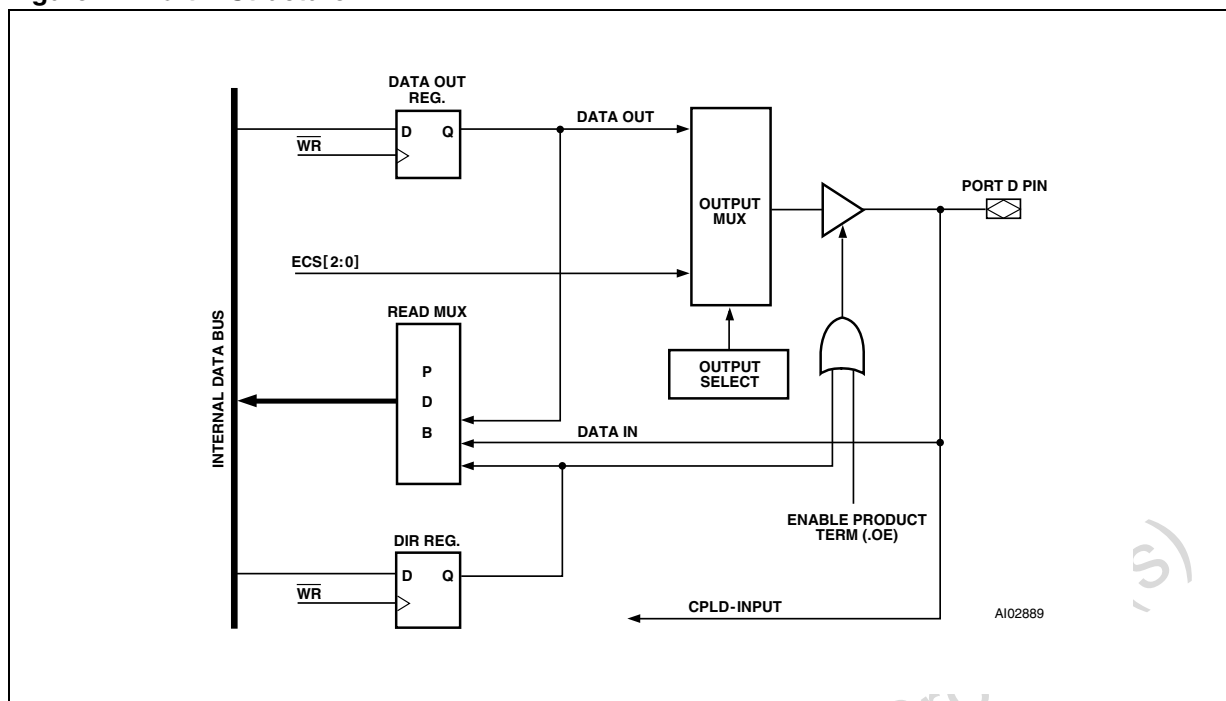 DATA OUT
REG.
D Q
WR
DATA OUT
OUTPUT
MUX
PORT D PIN
ECS[2:0]
READ MUX
P
D
B
OUTPUT
SELECT
INTERNAL DATA BUS
DATA IN
ENABLE PRODUCT
TERM (.OE)
DIR REG.
D Q
WR
CPLD-INPUT
AI02889